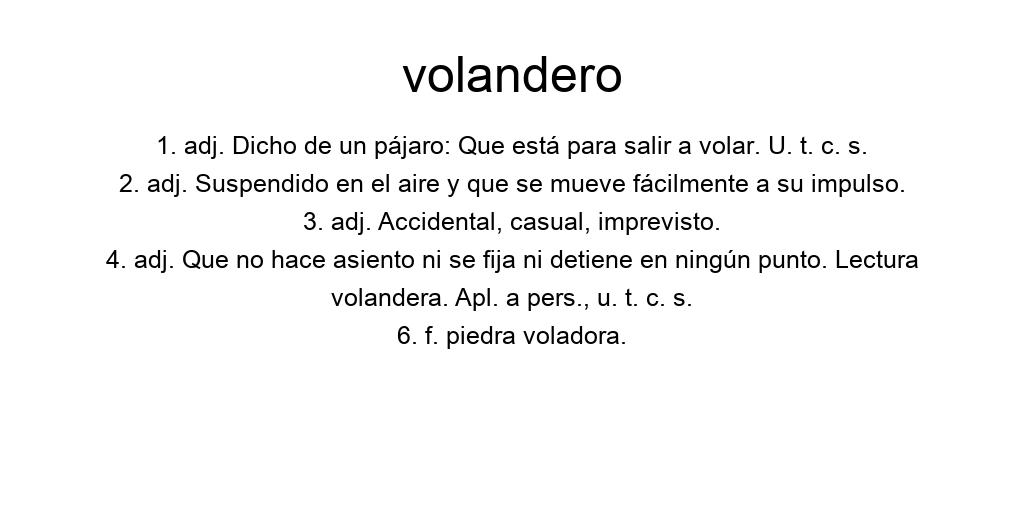 volandero
1. adj. Dicho de un pájaro: Que está para salir a volar. U. t. c. s.
2. adj. Suspendido en el aire y que se mueve fácilmente a su impulso.
3. adj. Accidental, casual, imprevisto.
4. adj. Que no hace asiento ni se fija ni detiene en ningún punto. Lectura
volandera. Apl. a pers., u. t. c. s.
6. f. piedra voladora.